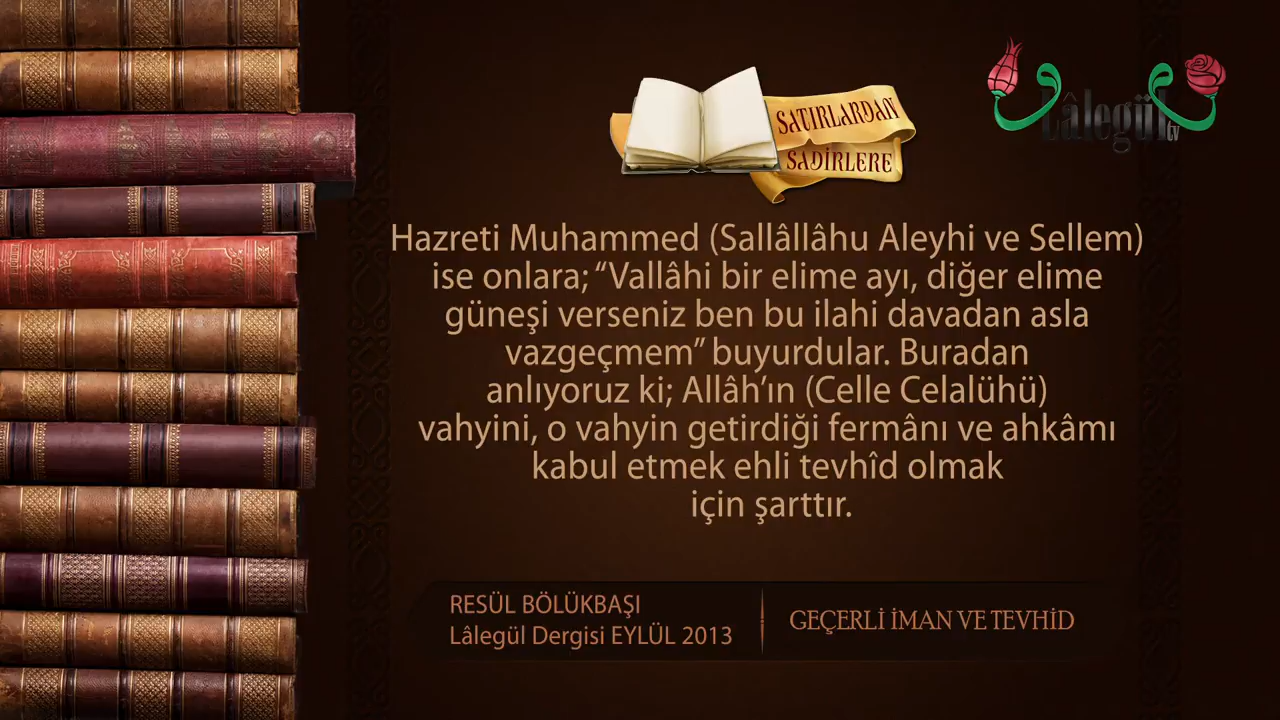 SATIRLARDAN
SADIRLERE
Lâlegül tv
Hazreti Muhammed (Sallâllâhu Aleyhi ve Sellem)
ise onlara; “Vallâhi bir elime ayı, diğer elime
güneşi verseniz ben bu ilahi davadan asla
vazgeçmem” buyurdular. Buradan
anlıyoruz ki; Allâh’ın (Celle Celalühü)
vahyini, o vahyin getirdiği fermânı ve ahkâmı
kabul etmek ehli tevhîd olmak
için şarttır.
RESÜL BÖLÜKBAŞI
Lâlegül Dergisi EYLÜL 2013
GEÇERLİ İMAN VE TEVHİD